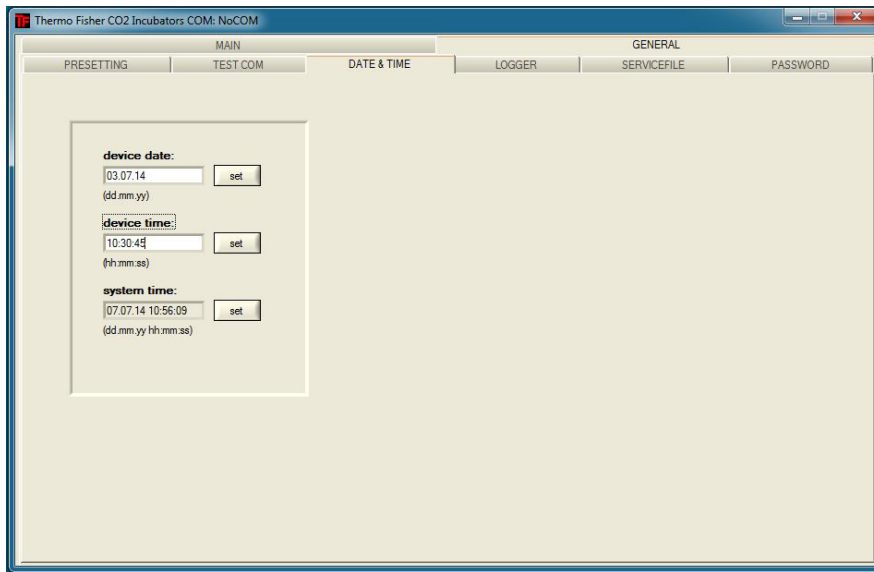 TF Thermo Fisher CO2 Incubators COM: NoCOM
MAIN GENERAL
PRESETTING TEST COM DATE & TIME LOGGER SERVICEFILE PASSWORD
device date:
03.07.14 set
(dd.mm.yy)
device time:
10:30:45 set
(hh:mm:ss)
system time:
07.07.14 10:56:09 set
(dd.mm.yy hh:mm:ss)